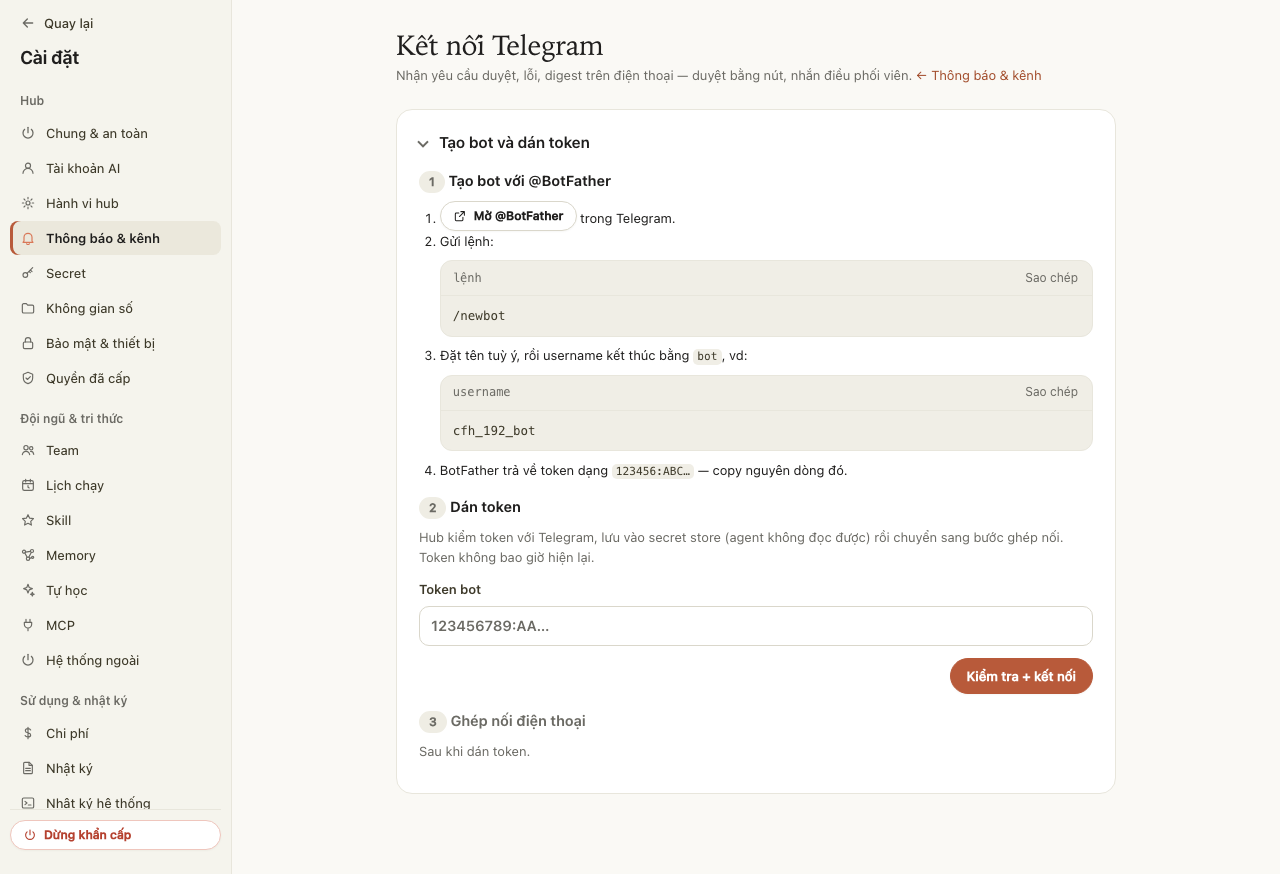 Quay lại
Cài đặt
Hub
Chung & an toàn
Tài khoản AI
Hành vi hub
Thông báo & kênh
Secret
Không gian số
Bảo mật & thiết bị
Quyền đã cấp
Đội ngũ & tri thức
Team
Lịch chạy
Skill
Memory
Tự học
MCP
Hệ thống ngoài
Sử dụng & nhật ký
Chi phí
Nhật ký
Nhật ký hệ thống
Dừng khẩn cấp
Kết nối Telegram
Nhận yêu cầu duyệt, lỗi, digest trên điện thoại — duyệt bằng nút, nhắn điều phối viên. ← Thông báo & kênh
Tạo bot và dán token
1 Tạo bot với @BotFather
1. Mở @BotFather trong Telegram.
2. Gửi lệnh:
lệnh Sao chép
/newbot
3. Đặt tên tuỳ ý, rồi username kết thúc bằng bot, vd:
username Sao chép
cfh_192_bot
4. BotFather trả về token dạng 123456:ABC… — copy nguyên dòng đó.
2 Dán token
Hub kiểm token với Telegram, lưu vào secret store (agent không đọc được) rồi chuyển sang bước ghép nối.
Token không bao giờ hiện lại.
Token bot
123456789:AA...
Kiểm tra + kết nối
3 Ghép nối điện thoại
Sau khi dán token.